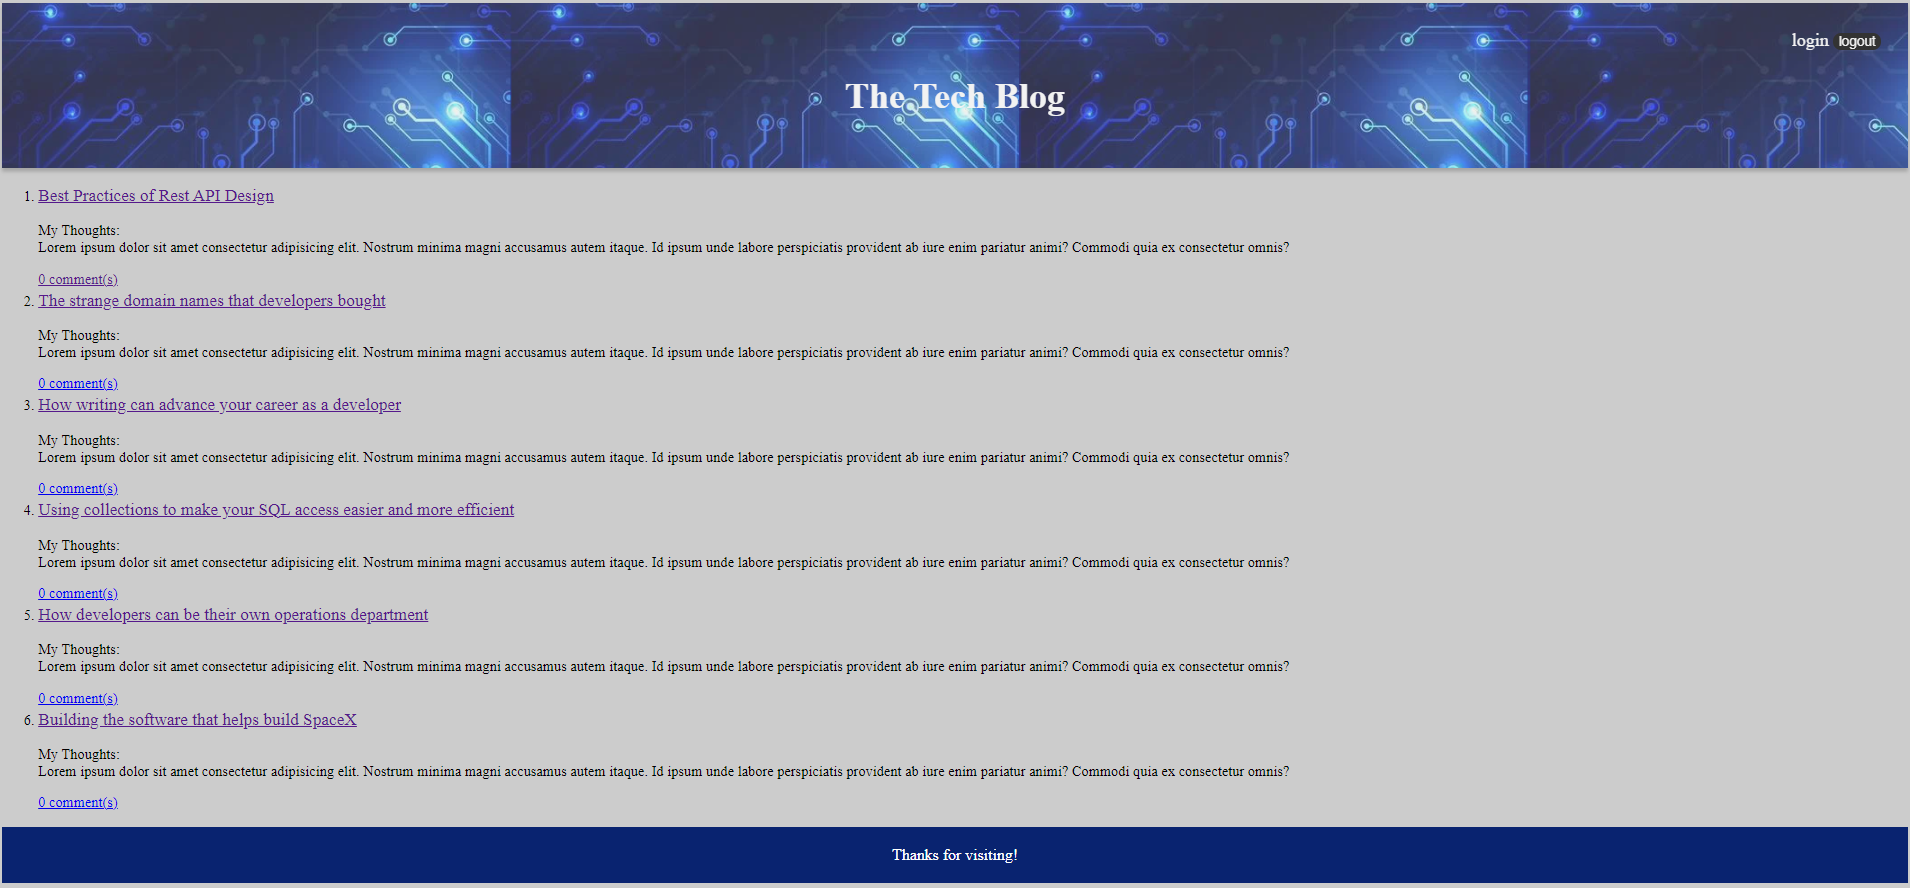 login logout
The Tech Blog
1. Best Practices of Rest API Design
My Thoughts:
Lorem ipsum dolor sit amet consectetur adipisicing elit. Nostrum minima magni accusamus autem itaque. Id ipsum unde labore perspiciatis provident ab iure enim pariatur animi? Commodi quia ex consectetur omnis?
0 comment(s)
2. The strange domain names that developers bought
My Thoughts:
Lorem ipsum dolor sit amet consectetur adipisicing elit. Nostrum minima magni accusamus autem itaque. Id ipsum unde labore perspiciatis provident ab iure enim pariatur animi? Commodi quia ex consectetur omnis?
0 comment(s)
3. How writing can advance your career as a developer
My Thoughts:
Lorem ipsum dolor sit amet consectetur adipisicing elit. Nostrum minima magni accusamus autem itaque. Id ipsum unde labore perspiciatis provident ab iure enim pariatur animi? Commodi quia ex consectetur omnis?
0 comment(s)
4. Using collections to make your SQL access easier and more efficient
My Thoughts:
Lorem ipsum dolor sit amet consectetur adipisicing elit. Nostrum minima magni accusamus autem itaque. Id ipsum unde labore perspiciatis provident ab iure enim pariatur animi? Commodi quia ex consectetur omnis?
0 comment(s)
5. How developers can be their own operations department
My Thoughts:
Lorem ipsum dolor sit amet consectetur adipisicing elit. Nostrum minima magni accusamus autem itaque. Id ipsum unde labore perspiciatis provident ab iure enim pariatur animi? Commodi quia ex consectetur omnis?
0 comment(s)
6. Building the software that helps build SpaceX
My Thoughts:
Lorem ipsum dolor sit amet consectetur adipisicing elit. Nostrum minima magni accusamus autem itaque. Id ipsum unde labore perspiciatis provident ab iure enim pariatur animi? Commodi quia ex consectetur omnis?
0 comment(s)
Thanks for visiting!